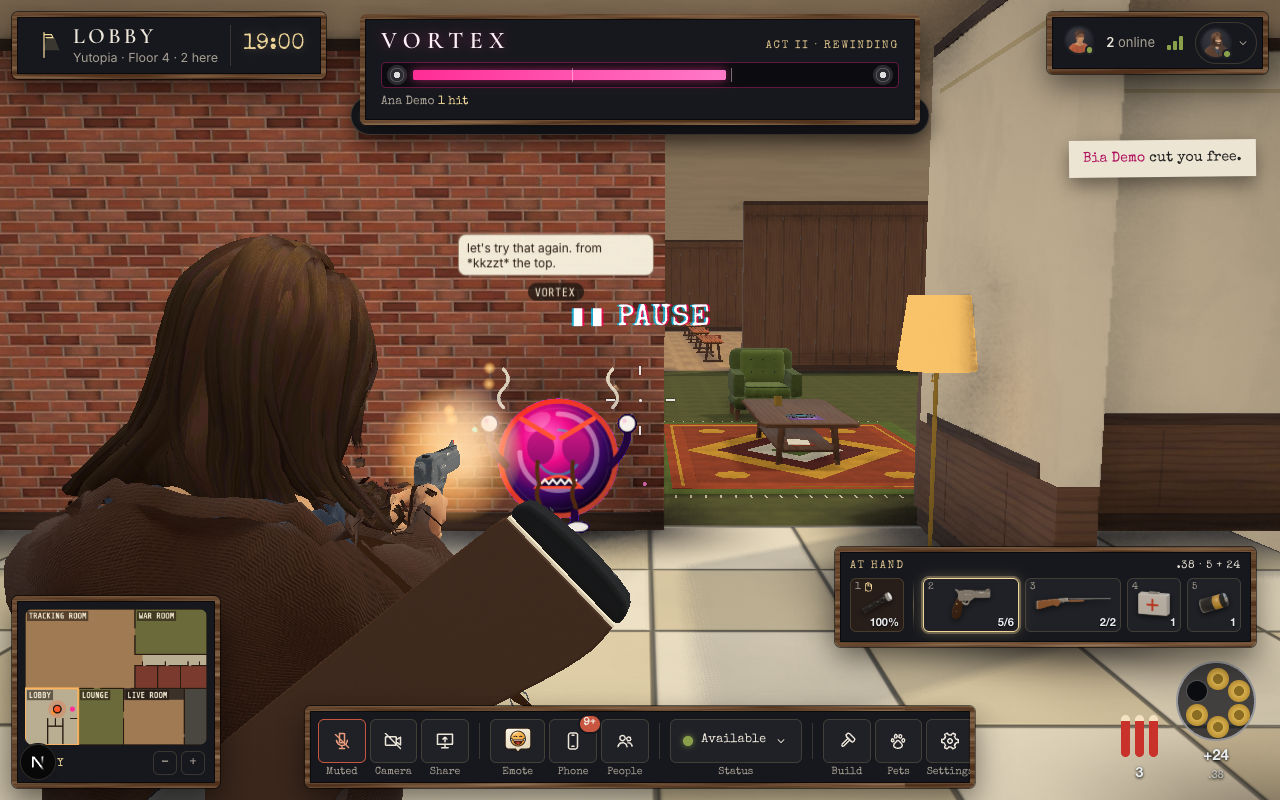 LOBBY
Yutopia · Floor 4 · 2 here
19:00
VORTEX
ACT II · REWINDING
Ana Demo 1 hit
2 online
Bia Demo cut you free.
let's try that again. from
*kkzzt* the top.
VORTEX
PAUSE
AT HAND
.38 · 5 + 24
1
100%
2
5/6
3
2/2
4
1
5
1
TRACKING ROOM
WAR ROOM
LOBBY
LOUNGE
LIVE ROOM
N
Y
9+
Available
Muted
Camera
Share
Emote
Phone
People
Status
Build
Pets
Settings
3
+24
.38